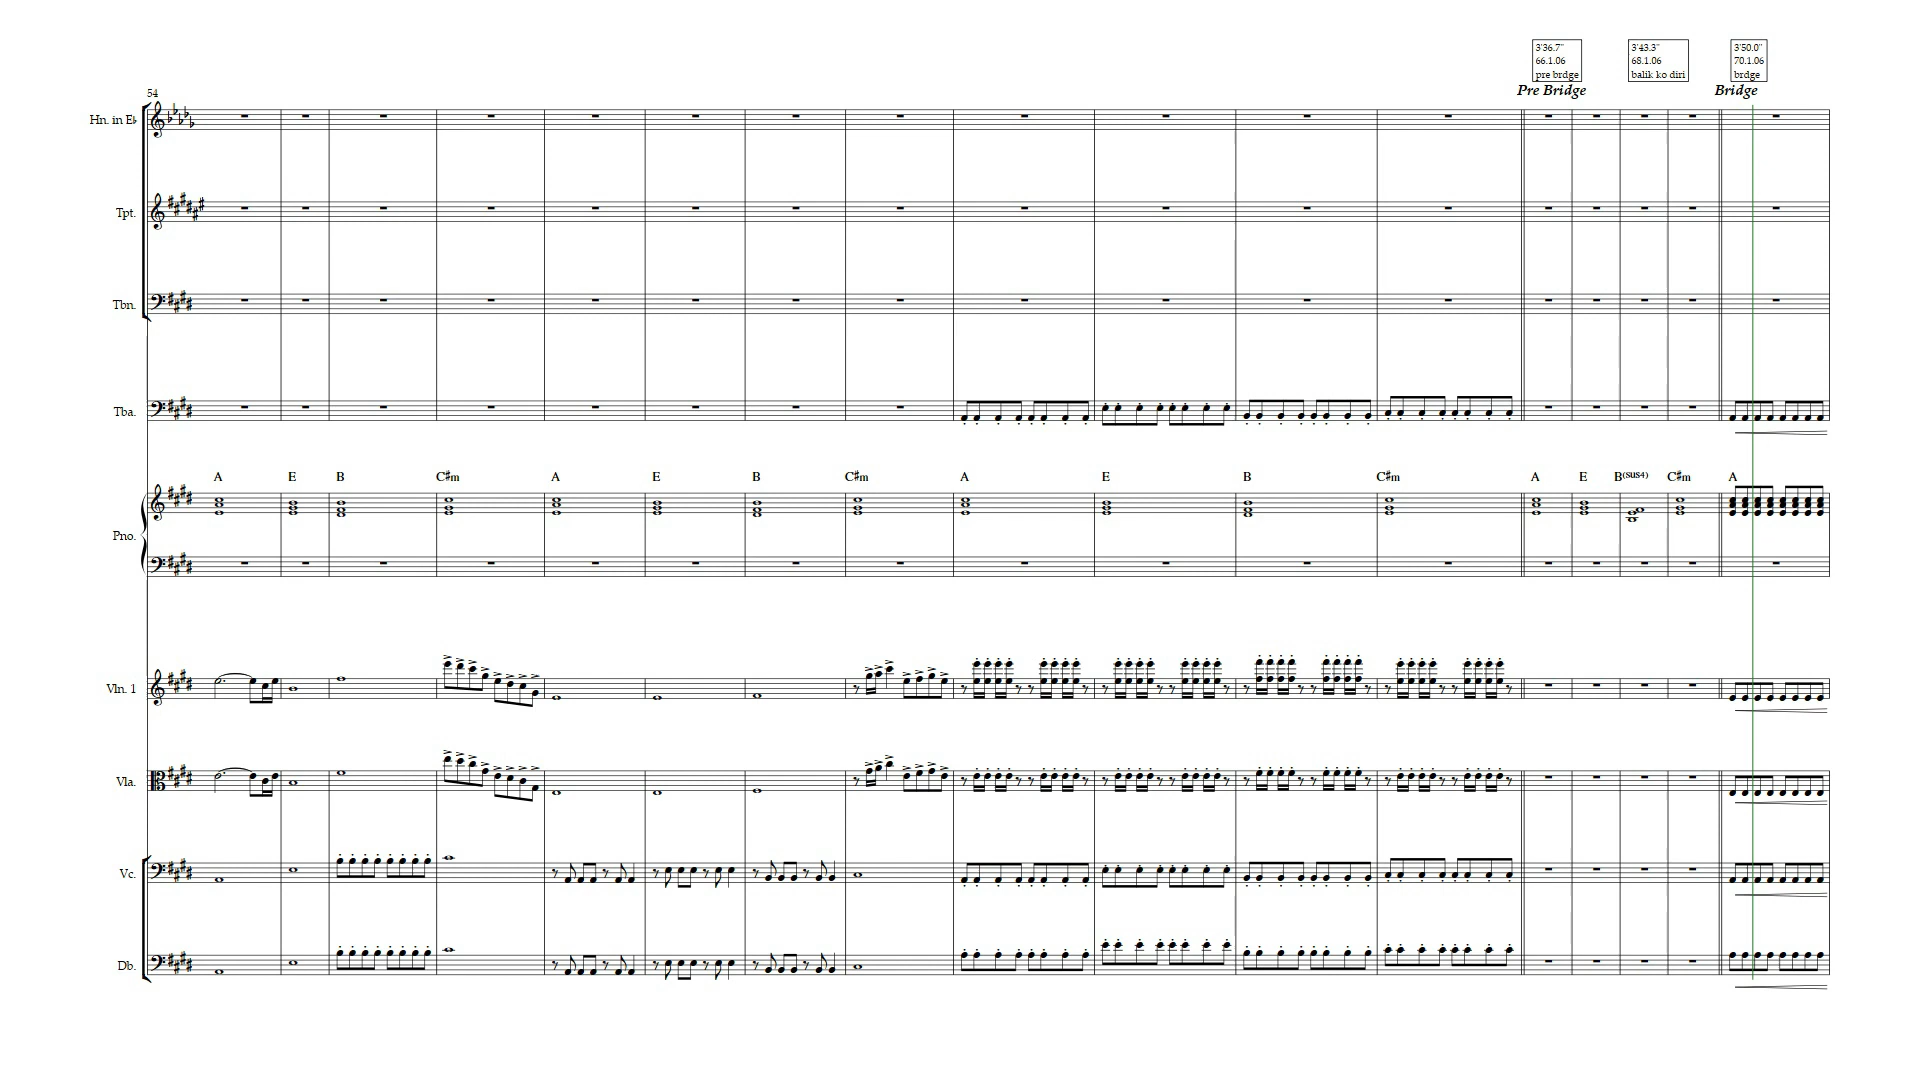 3'36.7"
66.1.06
pre brdge
3'43.3"
68.1.06
balik ko diri
3'50.0"
70.1.06
brdge
Pre Bridge
Bridge
54
Hn. in E♭
Tpt.
Tbn.
Tba.
A E B C♯m A E B C♯m A E B C♯m A E B(sus4) C♯m A
Pno.
Vln. 1
Vla.
Vc.
Db.